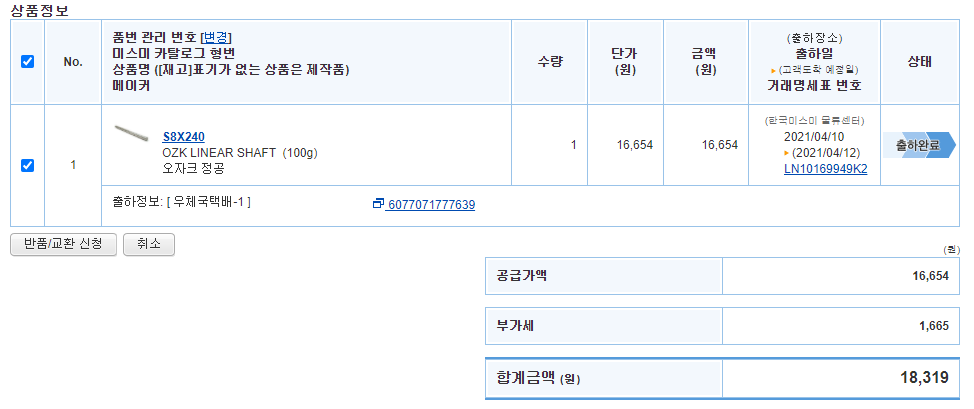 상품정보
No.
품번 관리 번호 [변경]
미스미 카탈로그 형번
상품명 ([재고]표기가 없는 상품은 제작품)
메이커
수량
단가
(원)
금액
(원)
(출하장소)
출하일
(고객도착 예정일)
거래명세표 번호
상태
1
S8X240
OZK LINEAR SHAFT (100g)
오자크 정공
1
16,654
16,654
(한국미스미 물류센터)
2021/04/10
(2021/04/12)
LN10169949K2
출하완료
출하정보: [ 우체국택배-1 ]
6077071777639
반품/교환 신청
취소
(원)
공급가액
16,654
부가세
1,665
합계금액 (원)
18,319